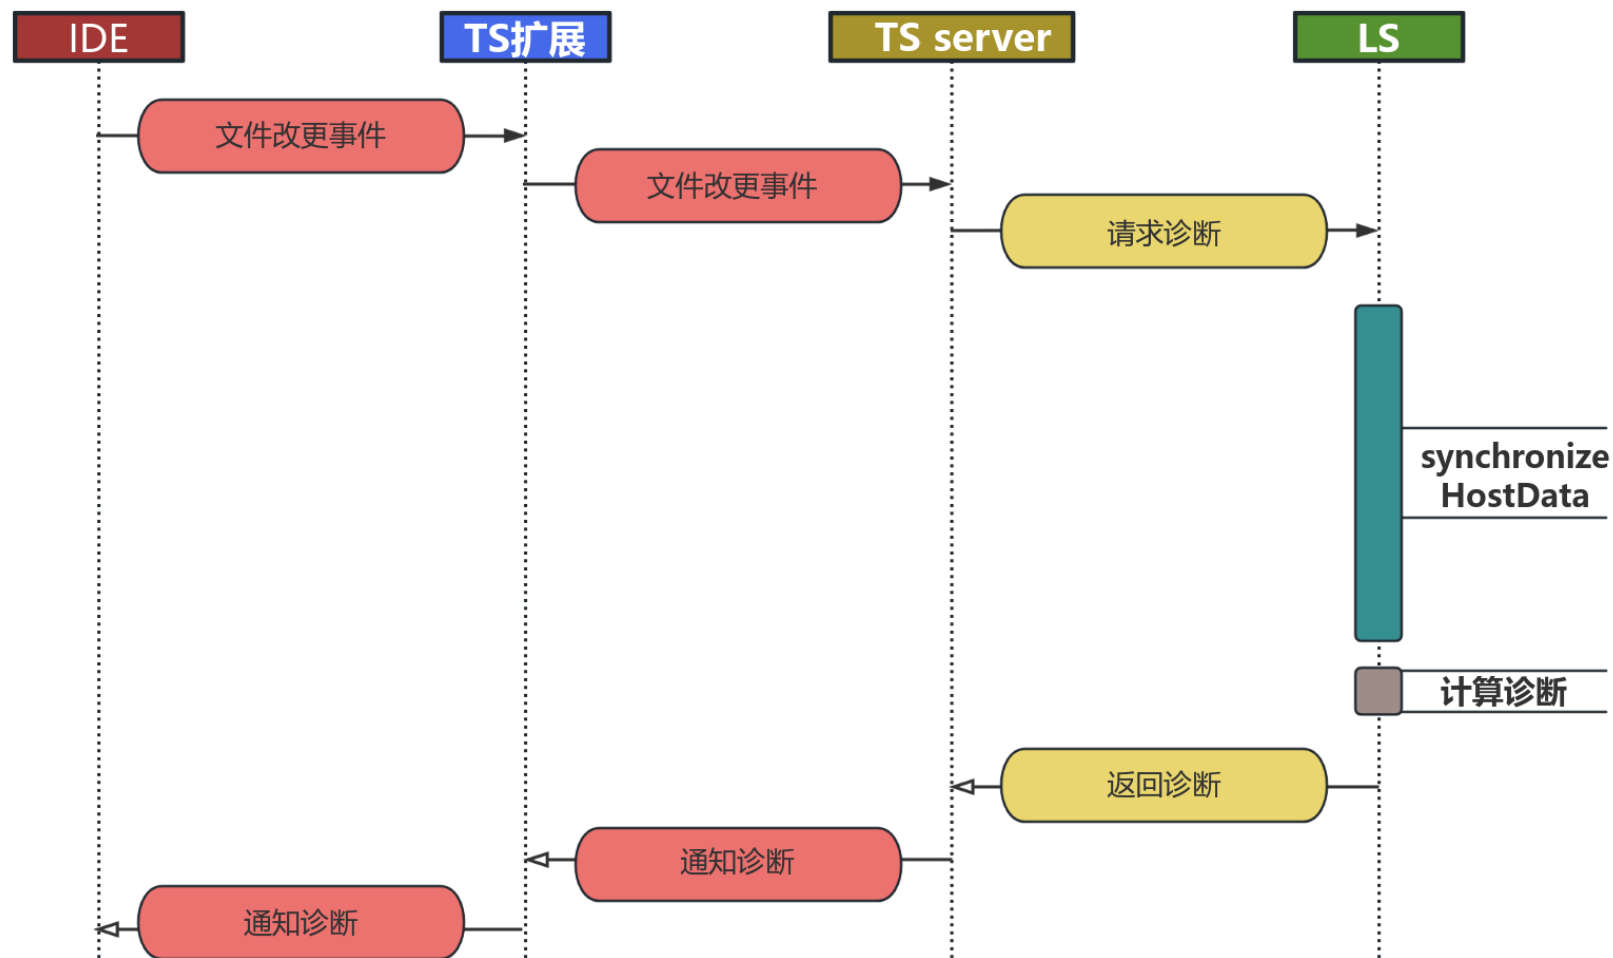 IDE
TS扩展
TS server
LS
文件改更事件
文件改更事件
请求诊断
synchronize
HostData
计算诊断
返回诊断
通知诊断
通知诊断